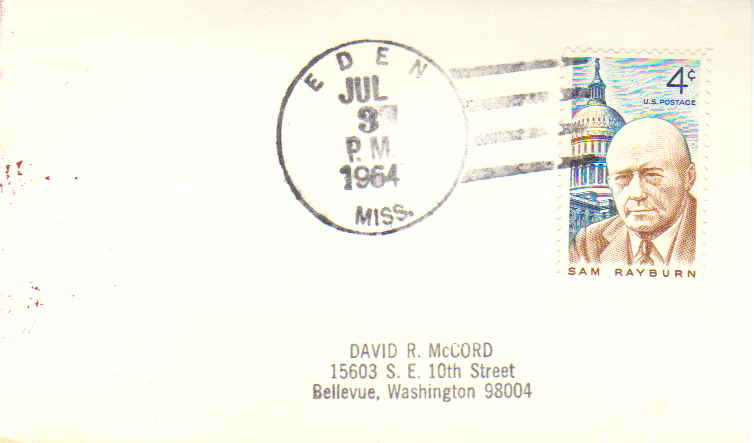 EDEN
JUL
3
P.M.
1964
MISS.
4¢
U.S. POSTAGE
SAM RAYBURN
DAVID R. McCORD
15603 S. E. 10th Street
Bellevue, Washington 98004